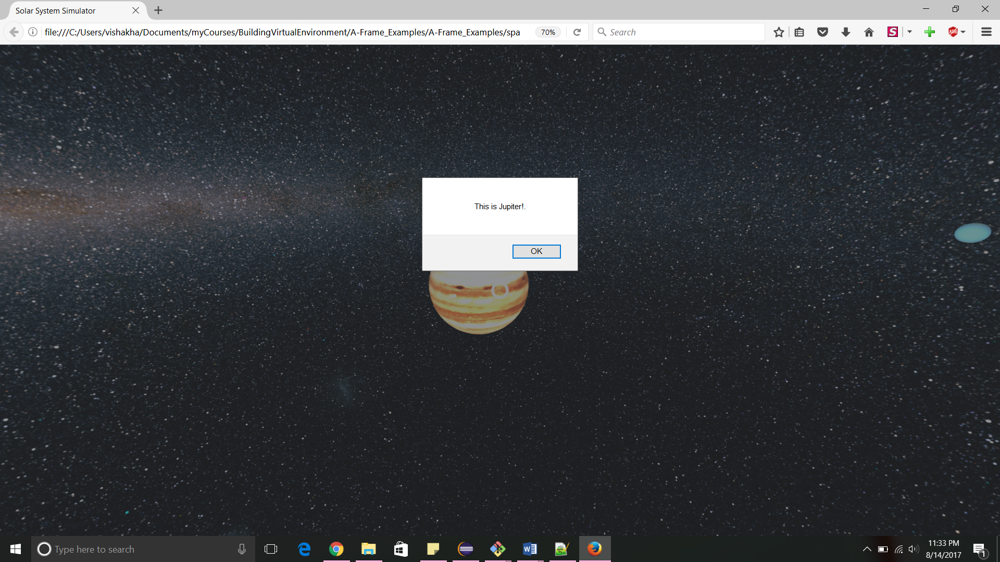 Solar System Simulator
file:///C:/Users/vishakha/Documents/myCourses/BuildingVirtualEnvironment/A-Frame_Examples/A-Frame_Examples/spa
70%
Search
S
ABP
This is Jupiter!.
OK
Type here to search
W
11:33 PM
8/14/2017
1